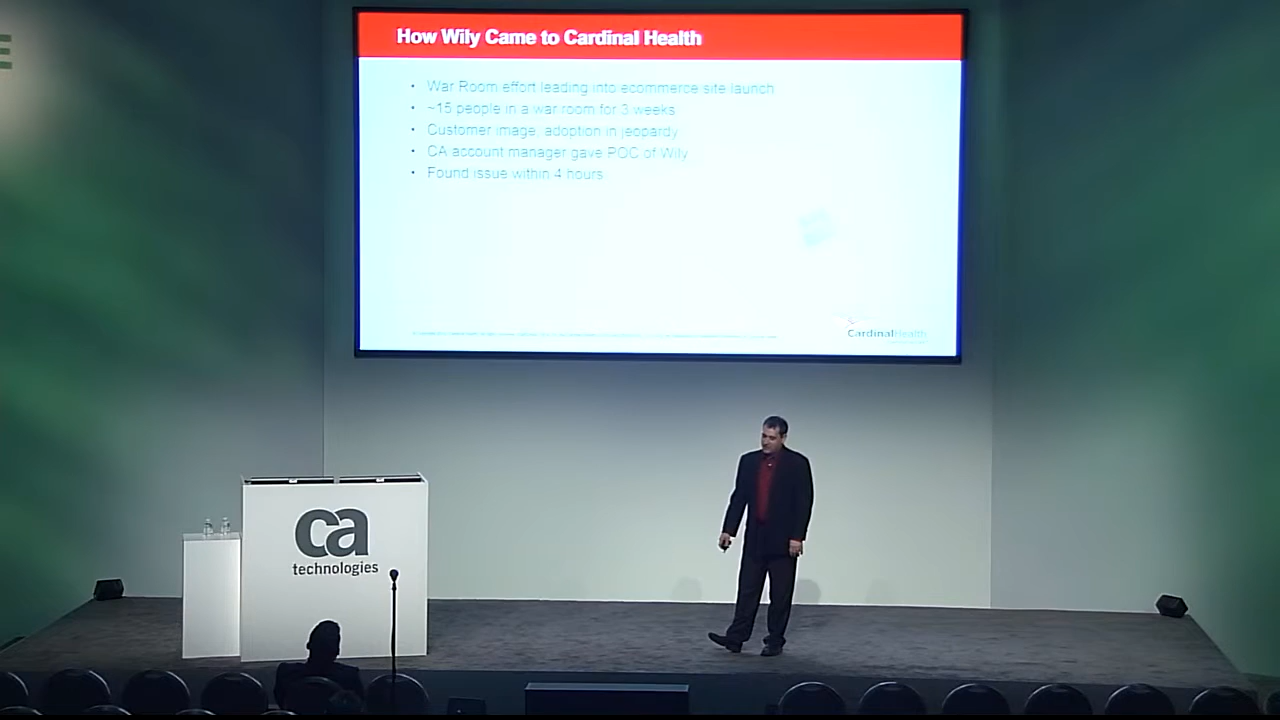 How Wily Came to Cardinal Health
• War Room effort leading into ecommerce site launch
• ~15 people in a war room for 3 weeks
• Customer image, adoption in jeopardy
• CA account manager gave POC of Wily
• Found issue within 4 hours
CardinalHealth
ca
technologies
E